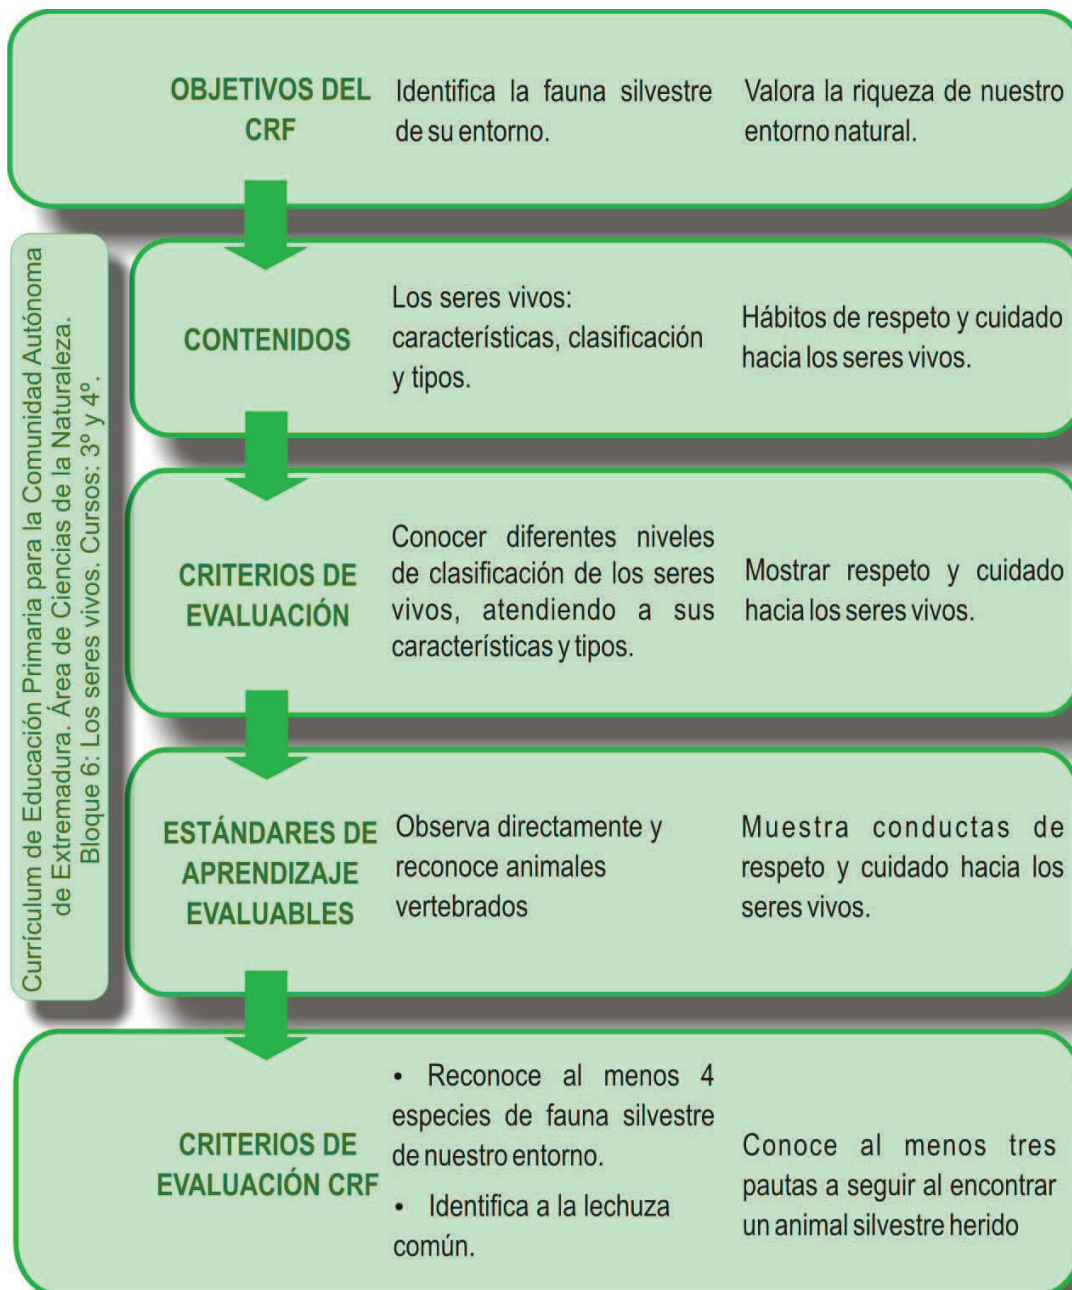 OBJETIVOS DEL
CRF
Identifica la fauna silvestre
de su entorno.
Valora la riqueza de nuestro
entorno natural.
Currículum de Educación Primaria para la Comunidad Autónoma
de Extremadura. Área de Ciencias de la Naturaleza.
Bloque 6: Los seres vivos. Cursos: 3º y 4º.
CONTENIDOS
Los seres vivos:
características, clasificación
y tipos.
Hábitos de respeto y cuidado
hacia los seres vivos.
CRITERIOS DE
EVALUACIÓN
Conocer diferentes niveles
de clasificación de los seres
vivos, atendiendo a sus
características y tipos.
Mostrar respeto y cuidado
hacia los seres vivos.
ESTÁNDARES DE
APRENDIZAJE
EVALUABLES
Observa directamente y
reconoce animales
vertebrados
Muestra conductas de
respeto y cuidado hacia los
seres vivos.
CRITERIOS DE
EVALUACIÓN CRF
• Reconoce al menos 4
especies de fauna silvestre
de nuestro entorno.
• Identifica a la lechuza
común.
Conoce al menos tres
pautas a seguir al encontrar
un animal silvestre herido